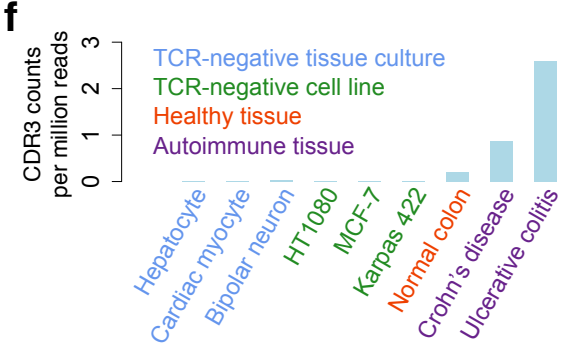 f
CDR3 counts
per million reads
3
2
1
0
TCR-negative tissue culture
TCR-negative cell line
Healthy tissue
Autoimmune tissue
Hepatocyte
Cardiac myocyte
Bipolar neuron
HT1080
MCF-7
Karpas 422
Normal colon
Crohn's disease
Ulcerative colitis